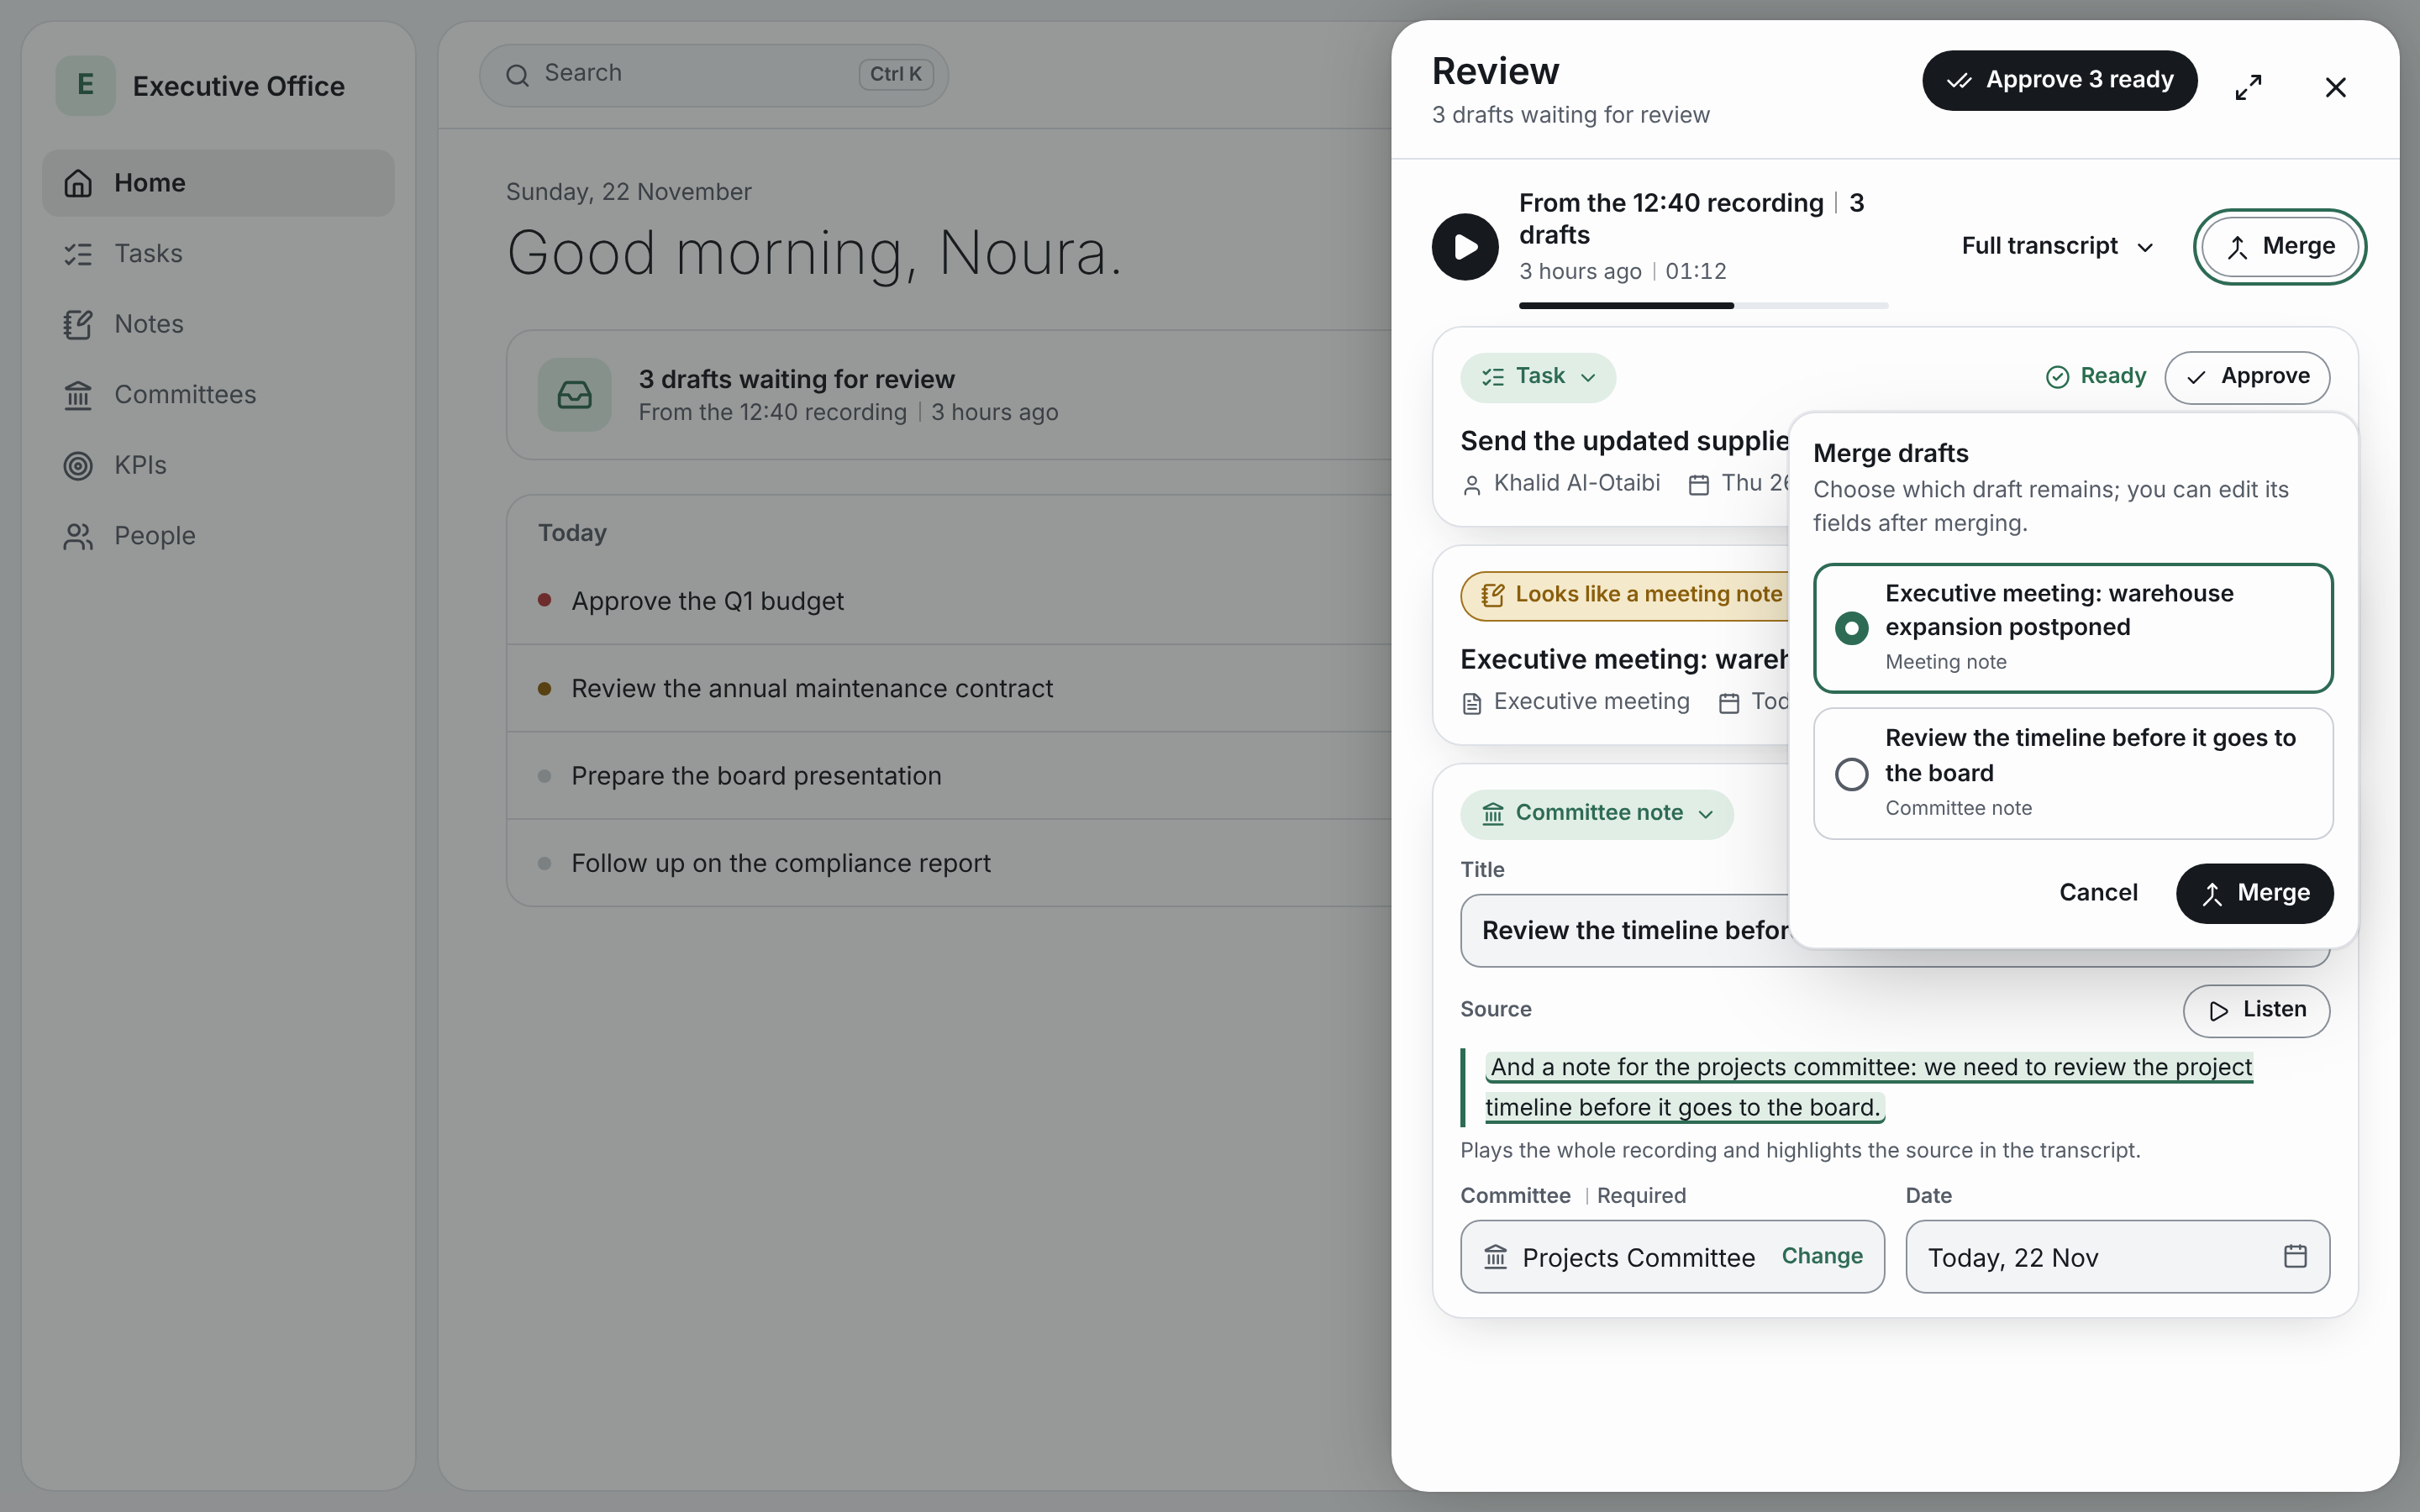 E
Executive Office
Home
Tasks
Notes
Committees
KPIs
People
Search
Ctrl K
Sunday, 22 November
Good morning, Noura.
3 drafts waiting for review
From the 12:40 recording | 3 hours ago
Today
Approve the Q1 budget
Review the annual maintenance contract
Prepare the board presentation
Follow up on the compliance report
Review
3 drafts waiting for review
Approve 3 ready
From the 12:40 recording | 3
drafts
3 hours ago | 01:12
Full transcript
Merge
Task
Ready
Approve
Send the updated
Khalid Al-Otaibi
Thu
Looks like a meeting note
Executive meeting:
Executive meeting
Committee note
Title
Review the timeline
Merge drafts
Choose which draft remains; you can edit its
fields after merging.
Executive meeting: warehouse
expansion postponed
Meeting note
Review the timeline before it goes to
the board
Committee note
Cancel
Merge
Source
Listen
And a note for the projects committee: we need to review the project
timeline before it goes to the board.
Plays the whole recording and highlights the source in the transcript.
Committee | Required
Projects Committee
Change
Date
Today, 22 Nov